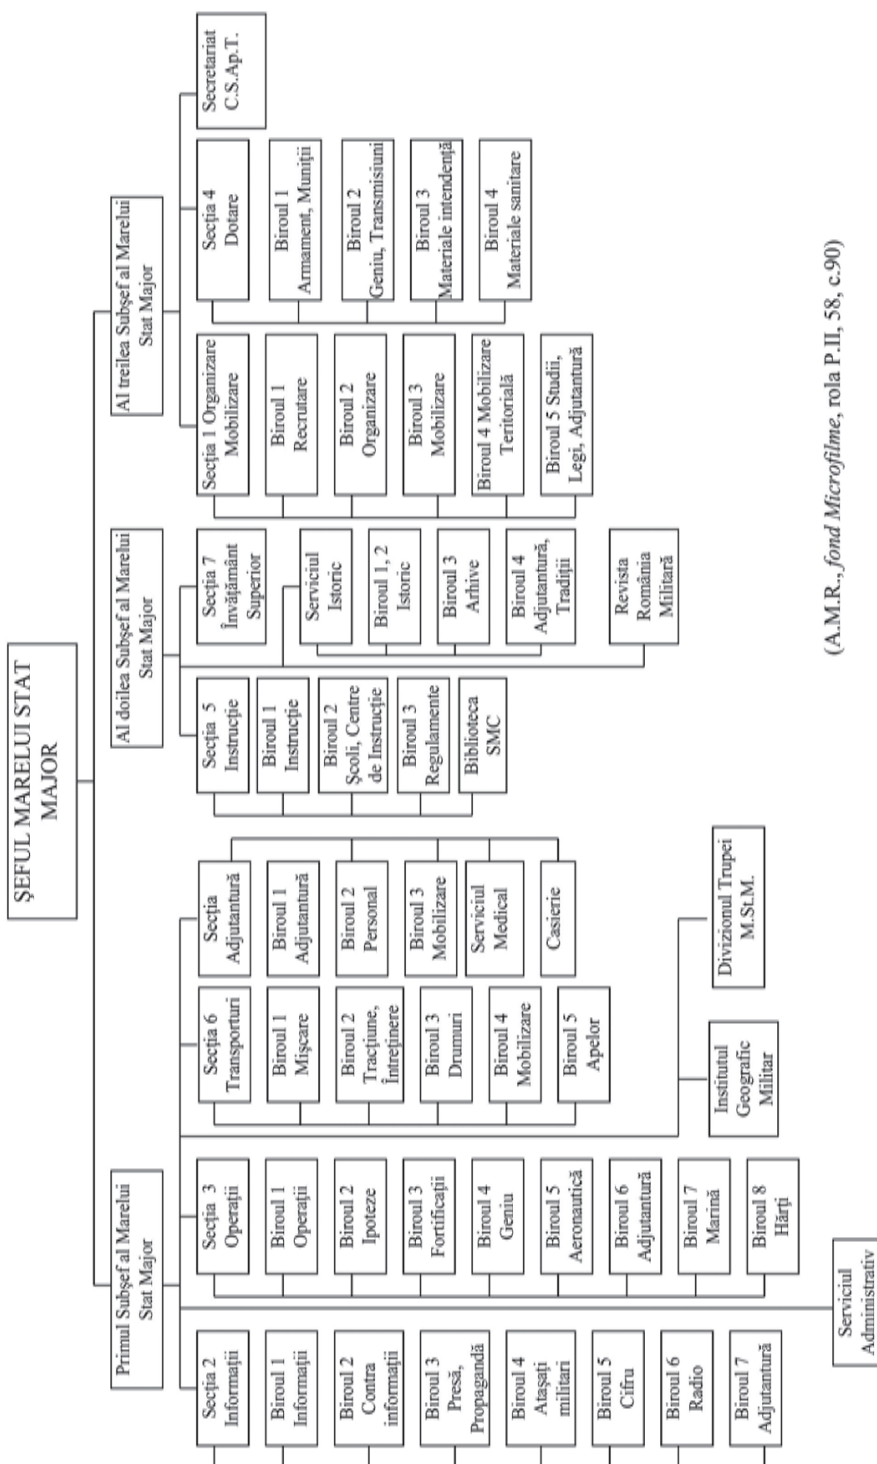 ŞEFUL MARELUI STAT
MAJOR
Primul Subşef al Marelui
Stat Major
Al doilea Subşef al Marelui
Stat Major
Al treilea Subşef al Marelui
Stat Major
Secţia 2
Informaţii
Biroul 1
Informaţii
Biroul 2
Contra
informaţii
Biroul 3
Presă,
Propagandă
Biroul 4
Ataşaţi
militari
Biroul 5
Cifru
Biroul 6
Radio
Biroul 7
Adjutantură
Serviciul
Administrativ
Secţia 3
Operaţii
Biroul 1
Operaţii
Biroul 2
Ipoteze
Biroul 3
Fortificaţii
Biroul 4
Geniu
Biroul 5
Aeronautică
Biroul 6
Adjutantură
Biroul 7
Marină
Biroul 8
Hărţi
Institutul
Geografic
Militar
Divizionul Trupei
M.St.M.
Secţia 6
Transporturi
Biroul 1
Mişcare
Biroul 2
Tracţiune,
Întreţinere
Biroul 3
Drumuri
Biroul 4
Mobilizare
Biroul 5
Apelor
Secţia
Adjutantură
Biroul 1
Adjutantură
Biroul 2
Personal
Biroul 3
Mobilizare
Serviciul
Medical
Casierie
Secţia 5
Instrucţie
Biroul 1
Instrucţie
Biroul 2
Şcoli, Centre
de Instrucţie
Biroul 3
Regulamente
Biblioteca
SMC
Secţia 7
Învăţământ
Superior
Serviciul
Istoric
Biroul 1, 2
Istoric
Biroul 3
Arhive
Biroul 4
Adjutantură,
Tradiţii
Revista
România
Militară
Secţia 1 Organizare
Mobilizare
Biroul 1
Recrutare
Biroul 2
Organizare
Biroul 3
Mobilizare
Biroul 4 Mobilizare
Teritorială
Biroul 5 Studii,
Legi, Adjutantură
Secţia 4
Dotare
Biroul 1
Armament, Muniţii
Biroul 2
Geniu, Transmisiuni
Biroul 3
Materiale intendenţă
Biroul 4
Materiale sanitare
Secretariat
C.S.Ap.T.
(A.M.R., fond Microfilme, rola P.II, 58, c.90)